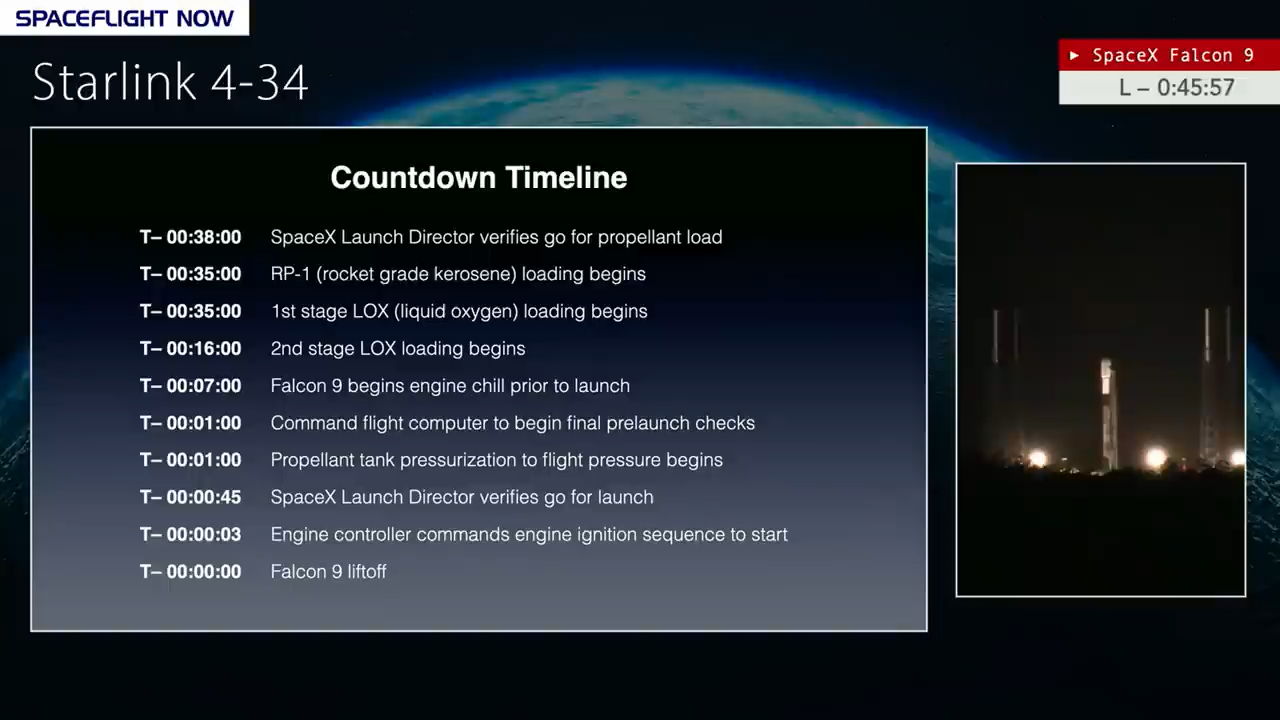 SPACEFLIGHT NOW
Starlink 4-34
► SpaceX Falcon 9
L – 0:45:57
Countdown Timeline
T– 00:38:00 SpaceX Launch Director verifies go for propellant load
T– 00:35:00 RP-1 (rocket grade kerosene) loading begins
T– 00:35:00 1st stage LOX (liquid oxygen) loading begins
T– 00:16:00 2nd stage LOX loading begins
T– 00:07:00 Falcon 9 begins engine chill prior to launch
T– 00:01:00 Command flight computer to begin final prelaunch checks
T– 00:01:00 Propellant tank pressurization to flight pressure begins
T– 00:00:45 SpaceX Launch Director verifies go for launch
T– 00:00:03 Engine controller commands engine ignition sequence to start
T– 00:00:00 Falcon 9 liftoff